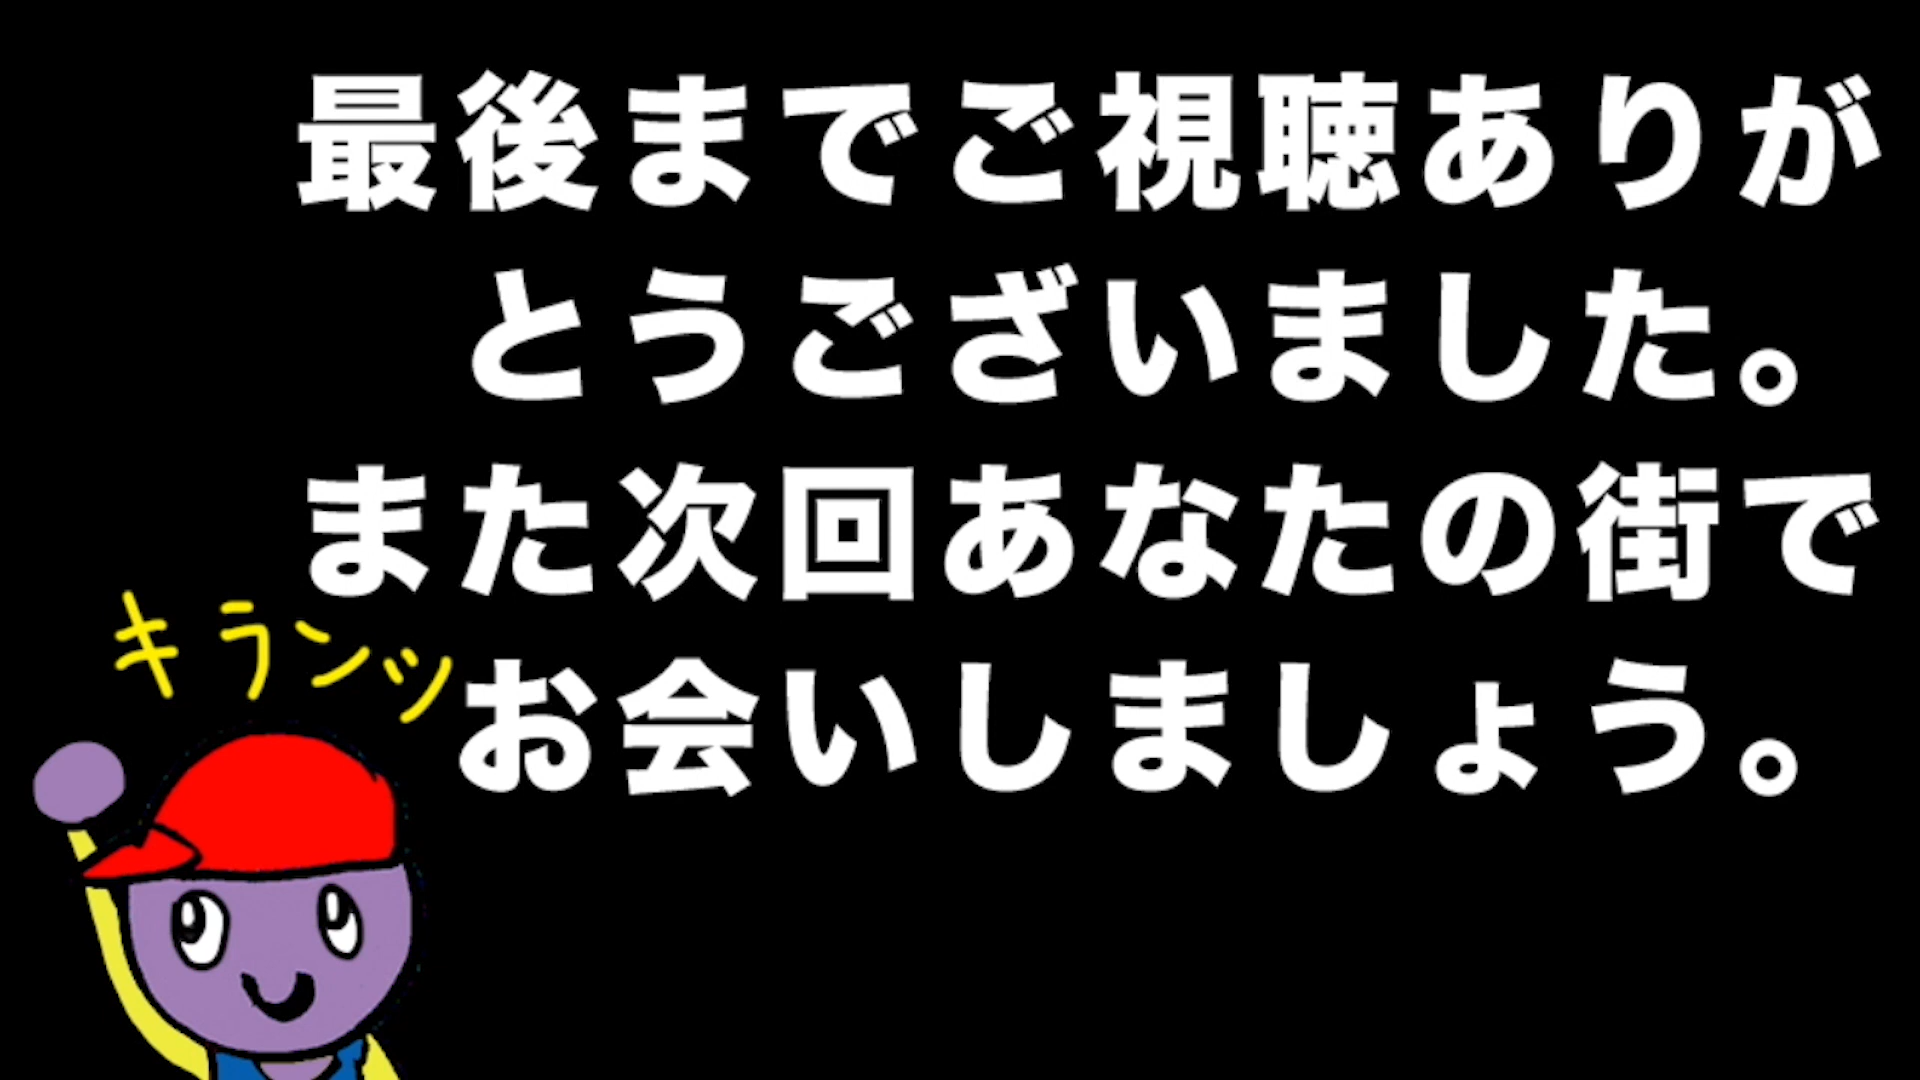 最後までご視聴ありが
とうございました。
また次回あなたの街で
お会いしましょう。
キランッ